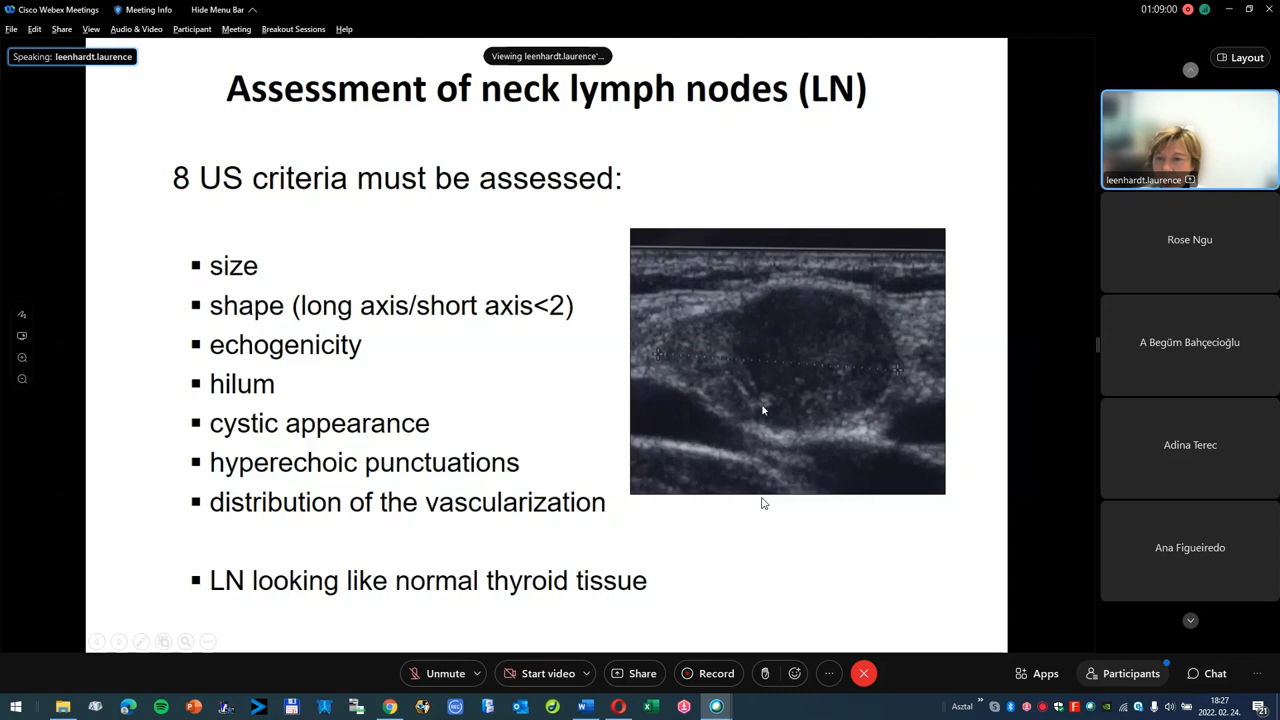 Cisco Webex Meetings
Meeting Info
Hide Menu Bar
01:09:00
File Edit Share View Audio & Video Participant Meeting Breakout Sessions Help
Speaking: leenhardt.laurence
Viewing leenhardt.laurence'...
Layout
Assessment of neck lymph nodes (LN)
8 US criteria must be assessed:
▪ size
▪ shape (long axis/short axis<2)
▪ echogenicity
▪ hilum
▪ cystic appearance
▪ hyperechoic punctuations
▪ distribution of the vascularization
▪ LN looking like normal thyroid tissue
leenhardt.laurence
Rose Ngu
A Begüm Bahçecioğlu
Adina Terec
Ana Figueiredo
Unmute
Start video
Share
Record
Apps
Participants
Chat
REC
Asztal
18:27
2022. 02. 24.